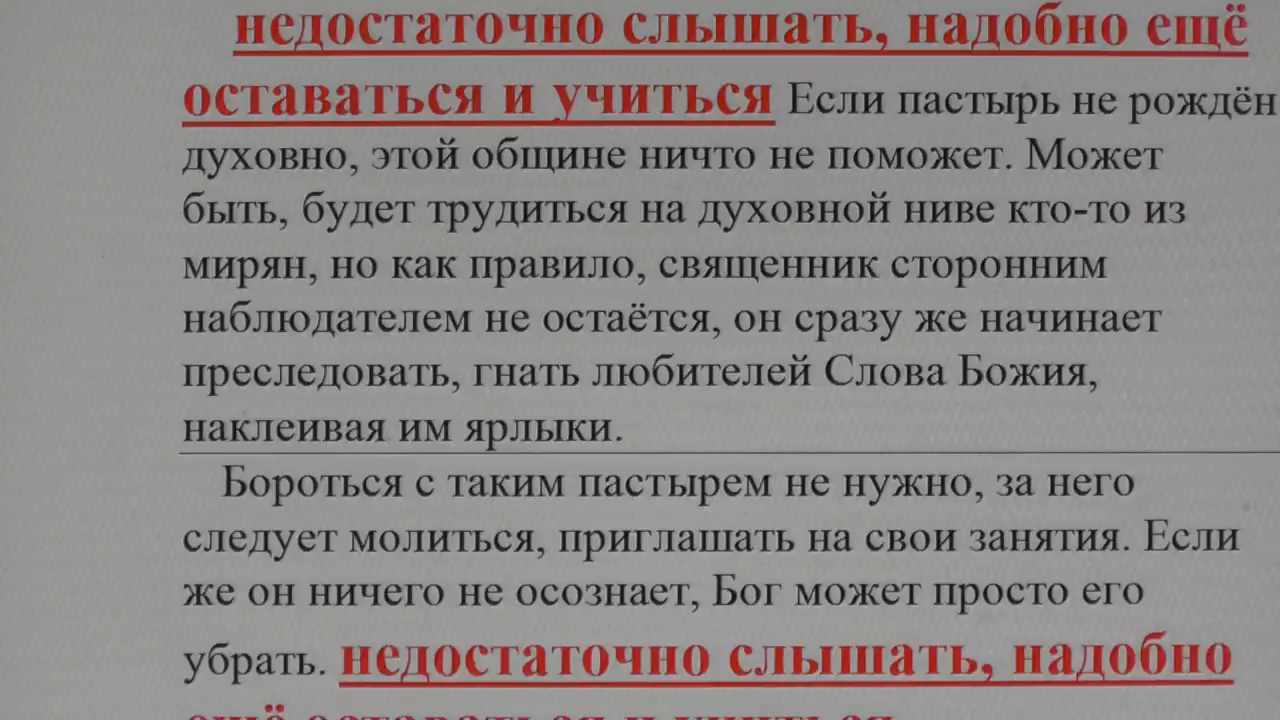 недостаточно слышать, надобно ещё
оставаться и учиться Если пастырь не рождён
духовно, этой общине ничто не поможет. Может
быть, будет трудиться на духовной ниве кто-то из
мирян, но как правило, священник сторонним
наблюдателем не остаётся, он сразу же начинает
преследовать, гнать любителей Слова Божия,
наклеивая им ярлыки.
Бороться с таким пастырем не нужно, за него
следует молиться, приглашать на свои занятия. Если
же он ничего не осознает, Бог может просто его
убрать. недостаточно слышать, надобно
ещё оставаться и учиться